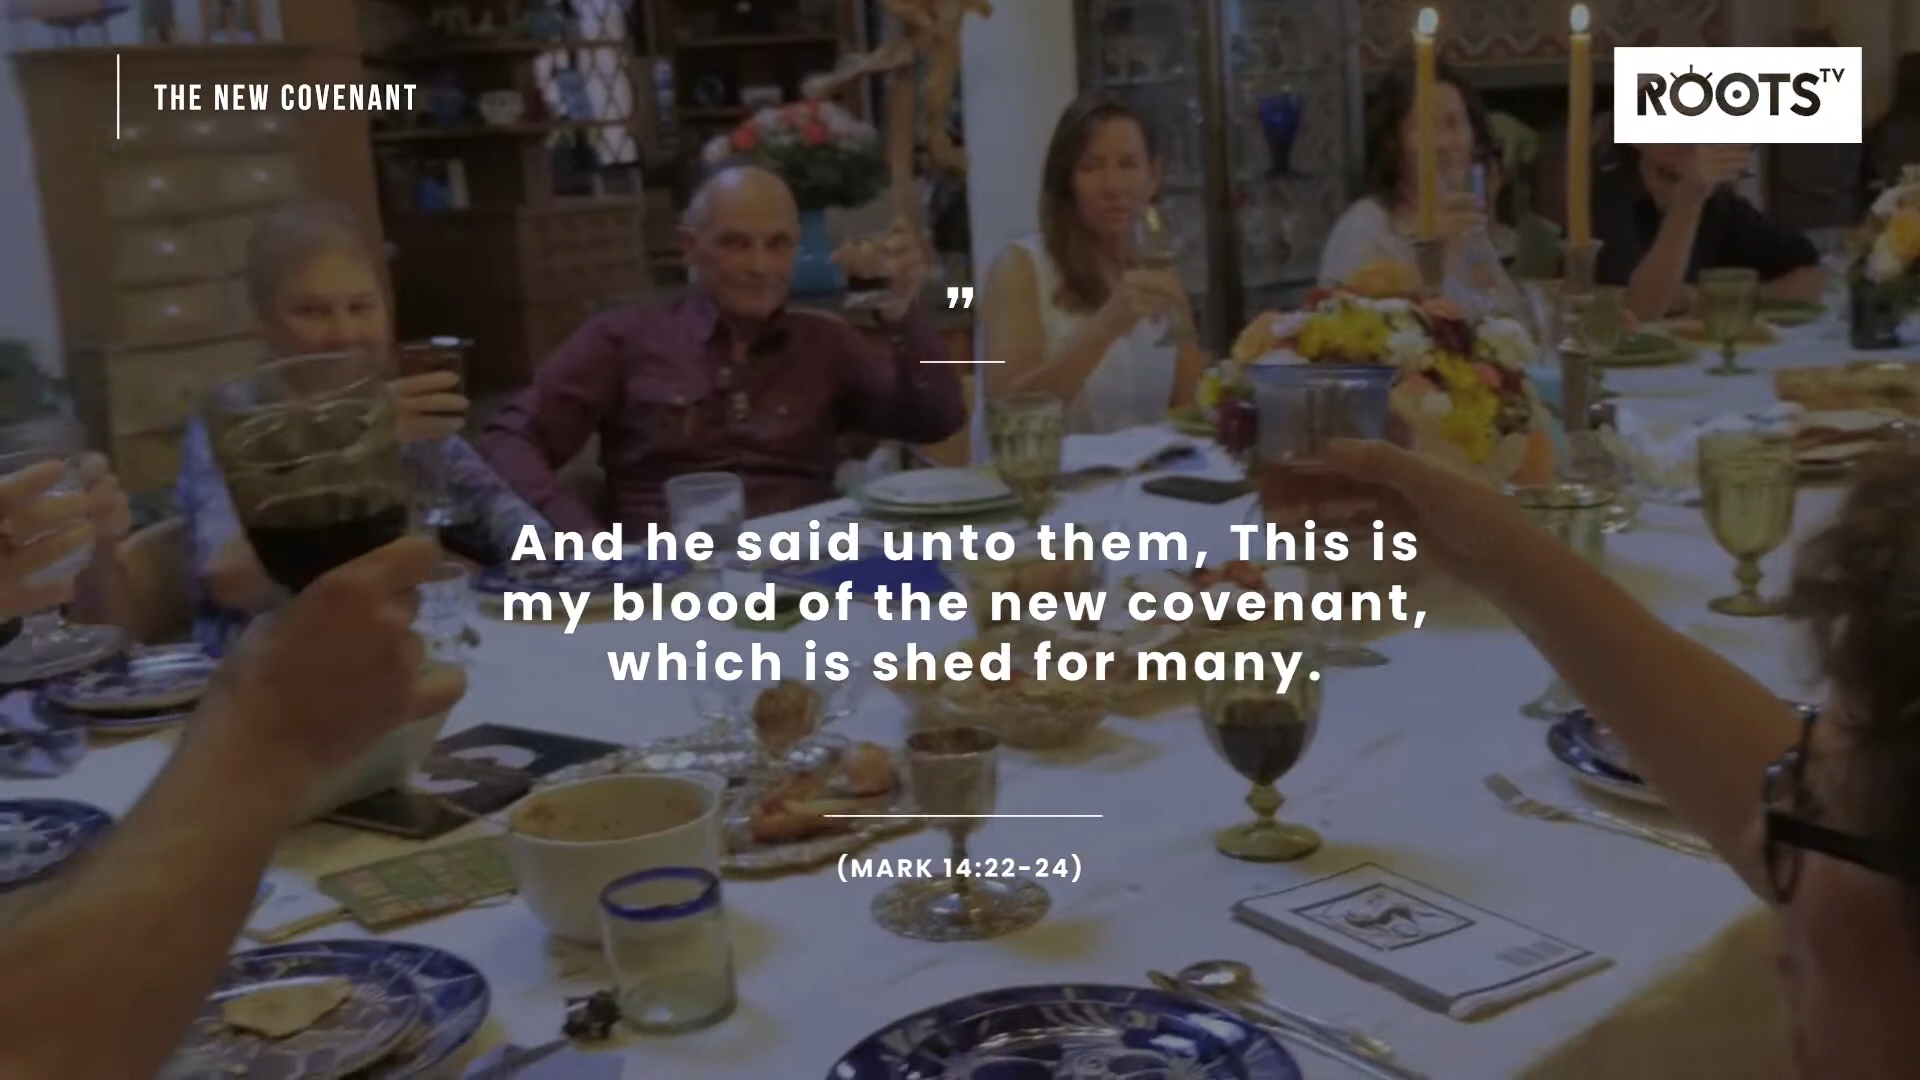 THE NEW COVENANT
ROOTS TV
”
And he said unto them, This is
my blood of the new covenant,
which is shed for many.
(MARK 14:22-24)